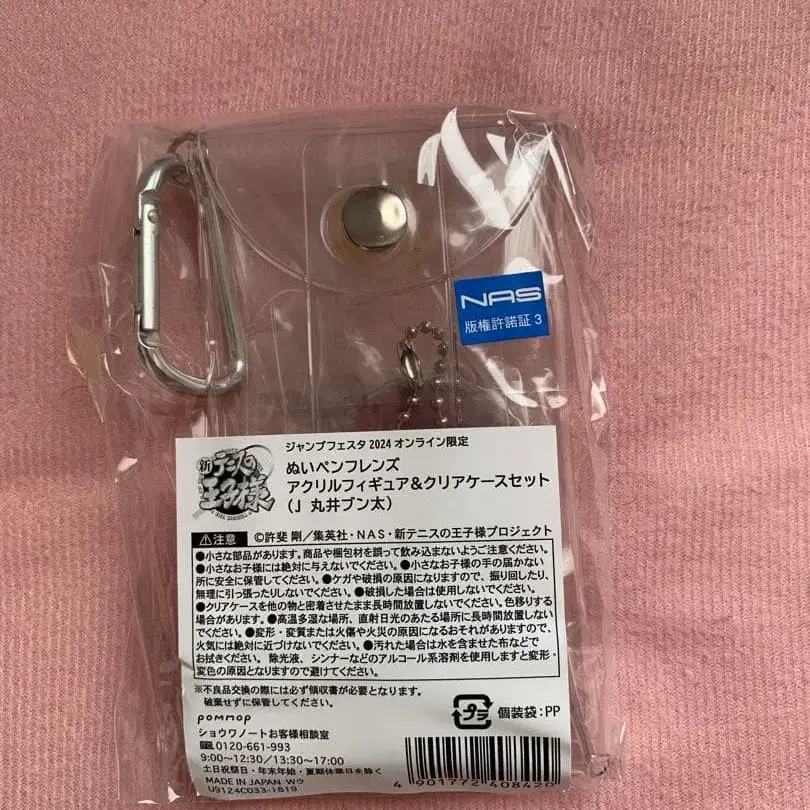 NAS
版権許諾証 3
新テニスの
王子様
ジャンプフェスタ 2024 オンライン限定
ぬいペンフレンズ
アクリルフィギュア&クリアケースセット
(J 丸井ブン太)
注意 ©許斐 剛/集英社・NAS・新テニスの王子様プロジェクト
●小さな部品があります。商品や梱包材を誤って飲み込まないようご注意ください。
●小さなお子様には絶対に与えないでください。●小さなお子様の手の届かない
所に安全に保管してください。●ケガや破損の原因になりますので、振り回したり、
無理に引っ張ったりしないでください。●破損した場合は使用しないでください。
●クリアケースを他の物と密着させたまま長時間放置しないでください。色移りする
場合があります。●高温多湿な場所、直射日光のあたる場所に長時間放置しない
でください。●変形・変質または火傷や火災の原因になるおそれがありますので、
火気には絶対に近づけないでください。●汚れた場合は水を含ませた布などで
お拭きください。除光液、シンナーなどのアルコール系溶剤を使用しますと変形・
変色の原因となりますので避けてください。
※不良品交換の際には必ず領収書が必要となります。
破棄せずに保管してください。
pommop
プラ
個装袋:PP
ショウワノートお客様相談室
0120-661-993
9:00~12:30/13:30~17:00
土日祝祭日・年末年始・夏期休業日を除く
MADE IN JAPAN Wウ
U9124C033-1819
4 901772 408420